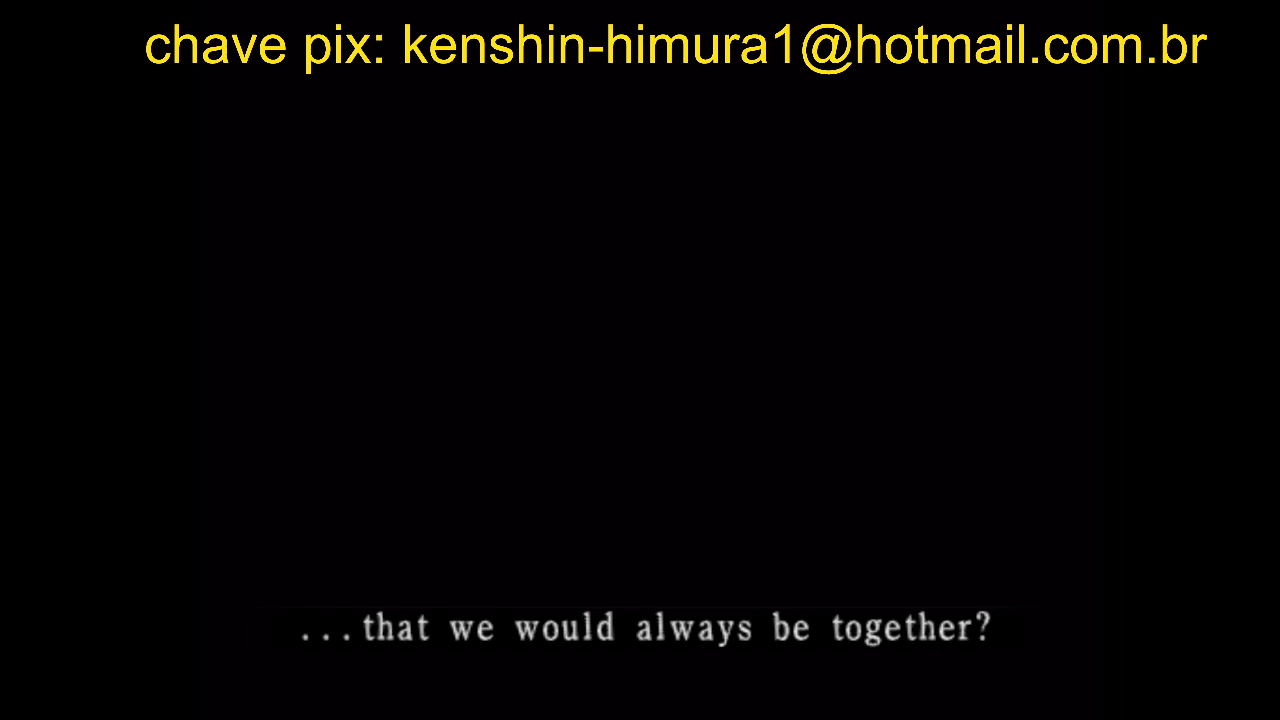 chave pix: kenshin-himura1@hotmail.com.br
...that we would always be together?